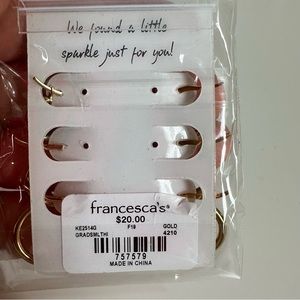 We found a little
sparkle just for you!
francesca's®
$20.00
KE2514G F18 GOLD
GRADSMLTHI 4210
757579
MADE IN CHINA